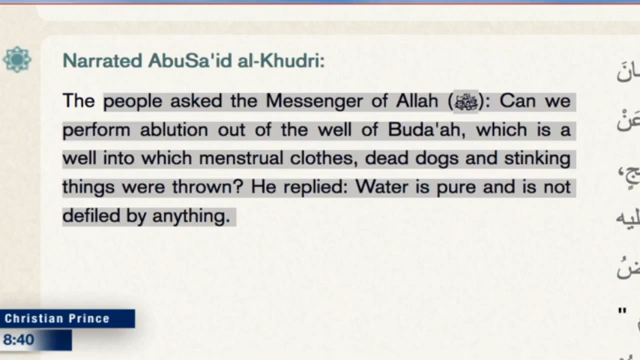 Narrated AbuSa'id al-Khudri:
The people asked the Messenger of Allah (ﷺ): Can we
perform ablution out of the well of Buda'ah, which is a
well into which menstrual clothes, dead dogs and stinking
things were thrown? He replied: Water is pure and is not
defiled by anything.
عَنْ
Christian Prince
8:40